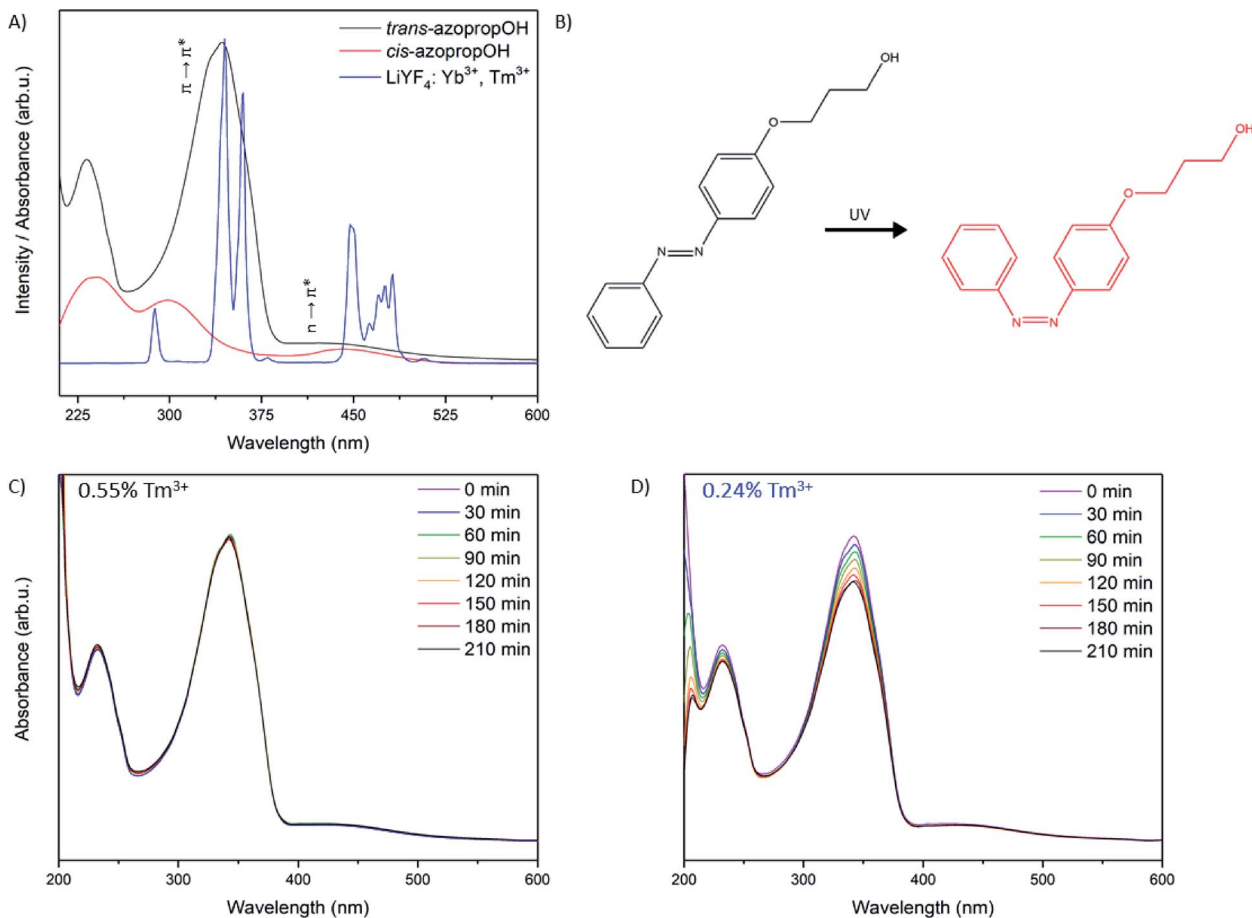 A)
trans-azopropOH
cis-azopropOH
LiYF₄: Yb³⁺, Tm³⁺
π → π*
n → π*
Intensity / Absorbance (arb.u.)
225 300 375 450 525 600
Wavelength (nm)
B)
OH
O
N
N
UV
OH
O
N
N
C)
0.55% Tm³⁺
0 min
30 min
60 min
90 min
120 min
150 min
180 min
210 min
Absorbance (arb.u.)
200 300 400 500 600
Wavelength (nm)
D)
0.24% Tm³⁺
0 min
30 min
60 min
90 min
120 min
150 min
180 min
210 min
200 300 400 500 600
Wavelength (nm)